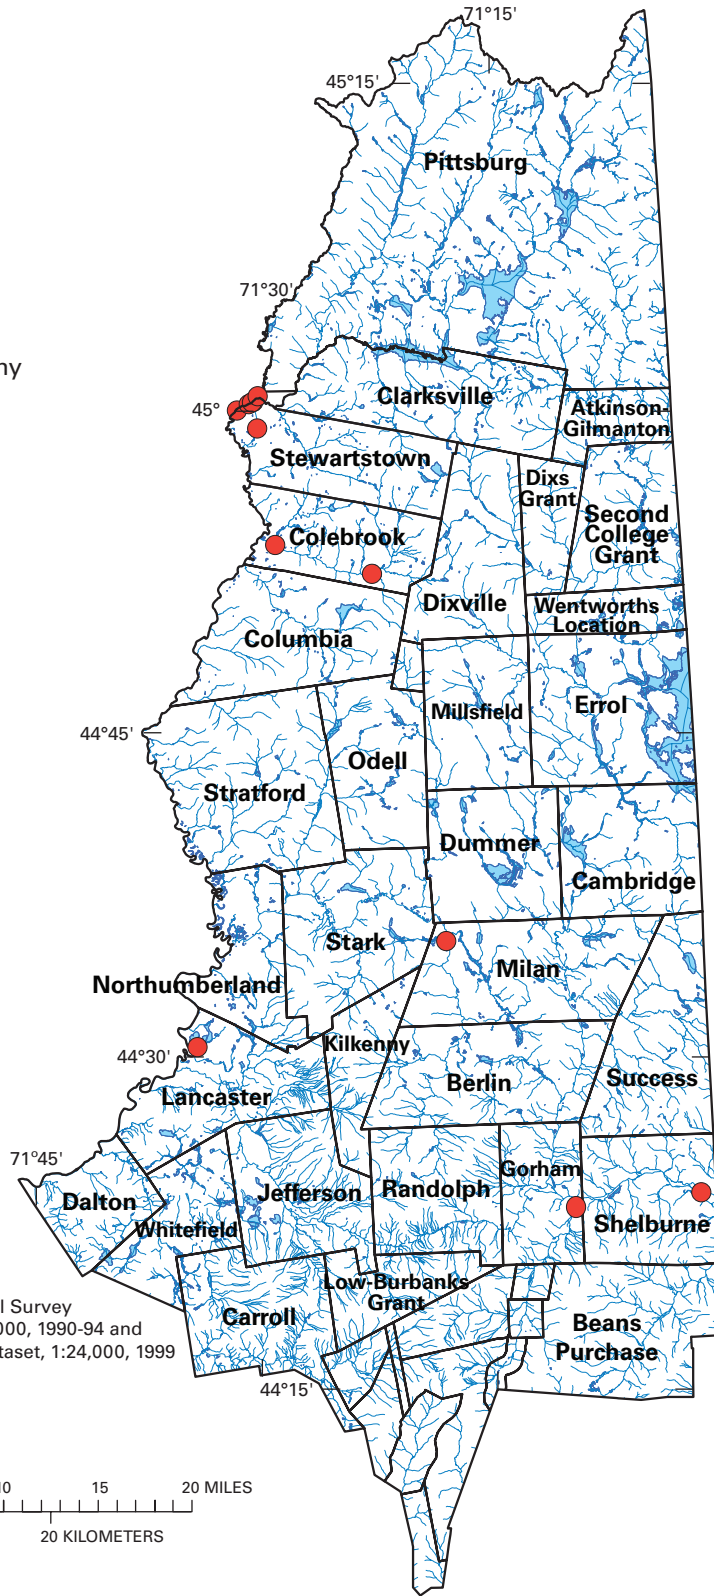 71°15'
45°15'
Pittsburg
71°30'
ny
Clarksville
45°
Atkinson-
Gilmanton
Stewartstown
Dixs
Grant
Second
College
Grant
Colebrook
Dixville
Wentworths
Location
Columbia
Errol
Millsfield
44°45'
Odell
Stratford
Dummer
Cambridge
Stark
Milan
Northumberland
Kilkenny
44°30'
Berlin
Success
Lancaster
71°45'
Gorham
Dalton
Jefferson
Randolph
Whitefield
Shelburne
Low-Burbanks
Grant
l Survey
000, 1990-94 and
taset, 1:24,000, 1999
Carroll
Beans
Purchase
44°15'
10 15 20 MILES
20 KILOMETERS